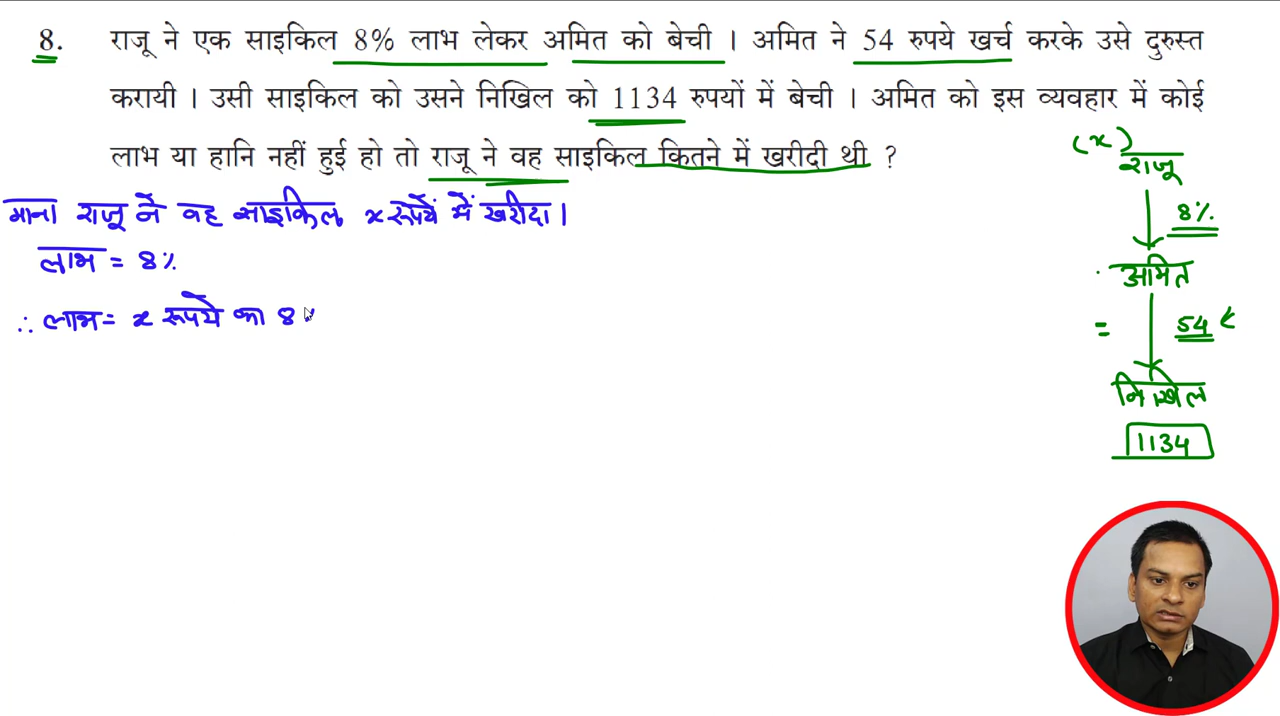 8. राजू ने एक साइकिल 8% लाभ लेकर अमित को बेची । अमित ने 54 रुपये खर्च करके उसे दुरुस्त
करायी । उसी साइकिल को उसने निखिल को 1134 रुपयों में बेची । अमित को इस व्यवहार में कोई
लाभ या हानि नहीं हुई हो तो राजू ने वह साइकिल कितने में खरीदी थी ?
माना राजू ने वह साइकिल x रूपये में खरीदा ।
लाभ = 8%
∴ लाभ = x रूपये का 8
(x)
राजू
8%
अमित
= 54
निखिल
1134